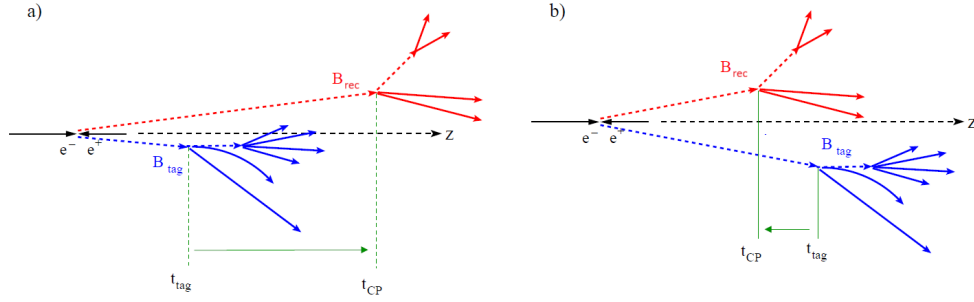 a)
B_rec
e⁻ e⁺
z
B_tag
t_tag
t_CP
b)
B_rec
e⁻ e⁺
z
B_tag
t_CP
t_tag